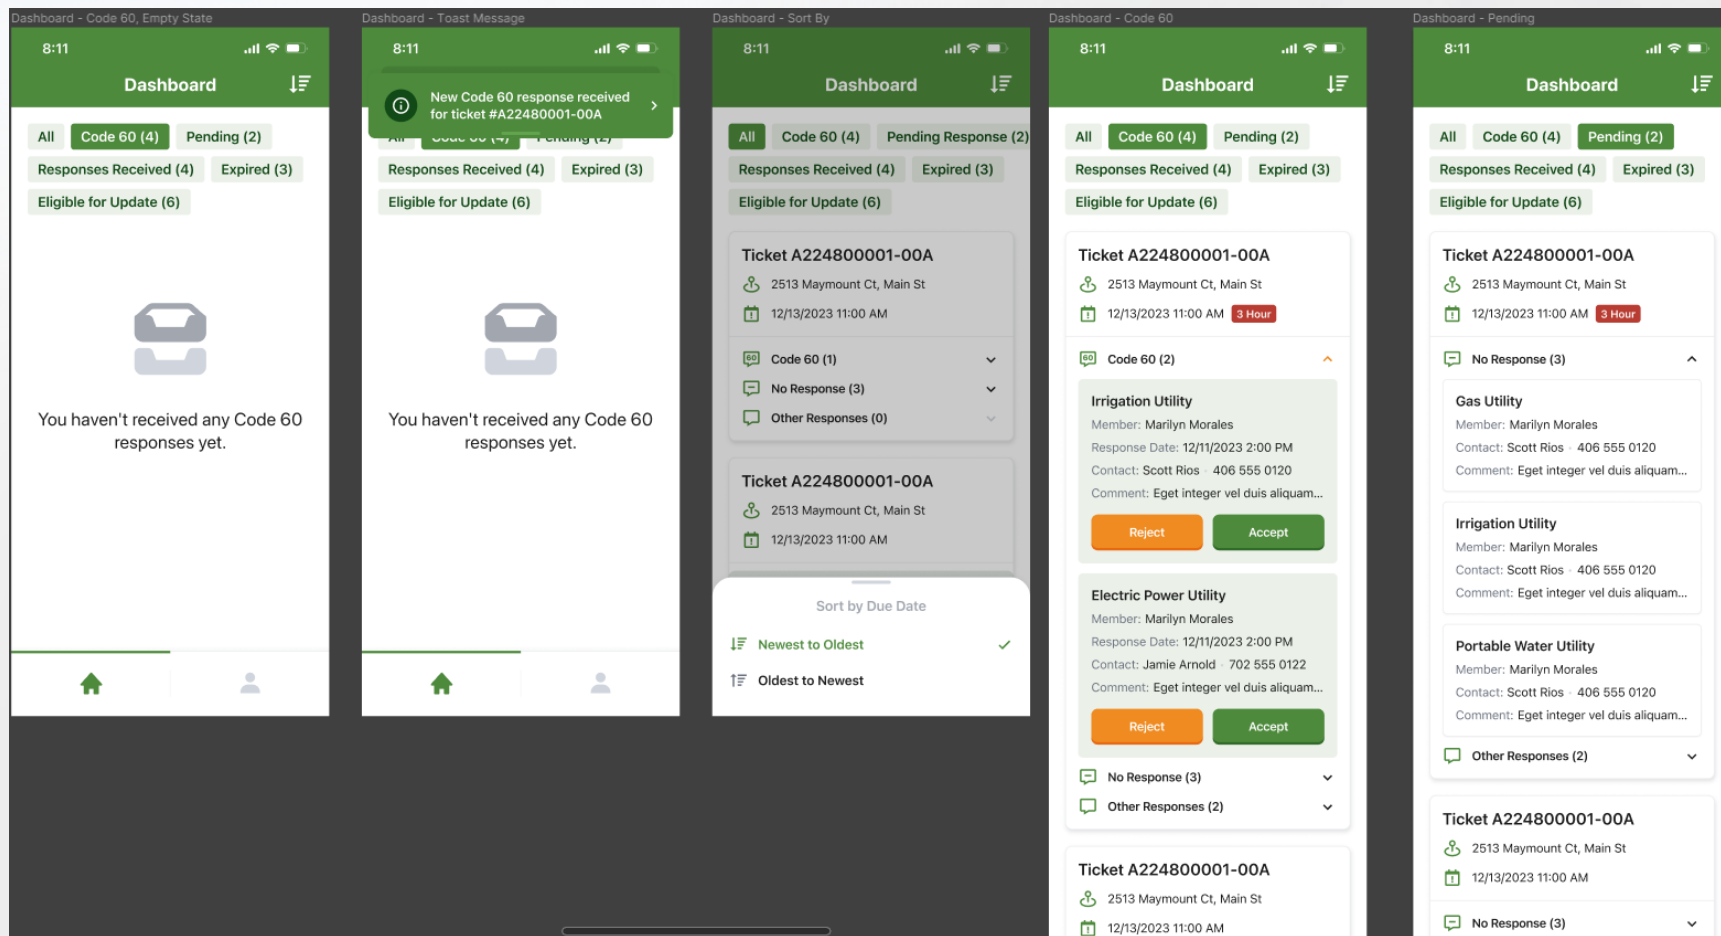 Dashboard - Code 60, Empty State
8:11
Dashboard
All
Code 60 (4)
Pending (2)
Responses Received (4)
Expired (3)
Eligible for Update (6)
You haven't received any Code 60
responses yet.
Dashboard - Toast Message
8:11
New Code 60 response received
for ticket #A22480001-00A
All
Code 60 (4)
Pending (2)
Responses Received (4)
Expired (3)
Eligible for Update (6)
You haven't received any Code 60
responses yet.
Dashboard - Sort By
8:11
Dashboard
All
Code 60 (4)
Pending Response (2)
Responses Received (4)
Expired (3)
Eligible for Update (6)
Ticket A224800001-00A
2513 Maymount Ct, Main St
12/13/2023 11:00 AM
60 Code 60 (1)
No Response (3)
Other Responses (0)
Ticket A224800001-00A
2513 Maymount Ct, Main St
12/13/2023 11:00 AM
Sort by Due Date
Newest to Oldest
Oldest to Newest
Dashboard - Code 60
8:11
Dashboard
All
Code 60 (4)
Pending (2)
Responses Received (4)
Expired (3)
Eligible for Update (6)
Ticket A224800001-00A
2513 Maymount Ct, Main St
12/13/2023 11:00 AM 3 Hour
60 Code 60 (2)
Irrigation Utility
Member: Marilyn Morales
Response Date: 12/11/2023 2:00 PM
Contact: Scott Rios · 406 555 0120
Comment: Eget integer vel duis aliquam...
Reject
Accept
Electric Power Utility
Member: Marilyn Morales
Response Date: 12/11/2023 2:00 PM
Contact: Jamie Arnold · 702 555 0122
Comment: Eget integer vel duis aliquam...
Reject
Accept
No Response (3)
Other Responses (2)
Ticket A224800001-00A
2513 Maymount Ct, Main St
12/13/2023 11:00 AM
Dashboard - Pending
8:11
Dashboard
All
Code 60 (4)
Pending (2)
Responses Received (4)
Expired (3)
Eligible for Update (6)
Ticket A224800001-00A
2513 Maymount Ct, Main St
12/13/2023 11:00 AM 3 Hour
No Response (3)
Gas Utility
Member: Marilyn Morales
Contact: Scott Rios · 406 555 0120
Comment: Eget integer vel duis aliquam...
Irrigation Utility
Member: Marilyn Morales
Contact: Scott Rios · 406 555 0120
Comment: Eget integer vel duis aliquam...
Portable Water Utility
Member: Marilyn Morales
Contact: Scott Rios · 406 555 0120
Comment: Eget integer vel duis aliquam...
Other Responses (2)
Ticket A224800001-00A
2513 Maymount Ct, Main St
12/13/2023 11:00 AM
No Response (3)